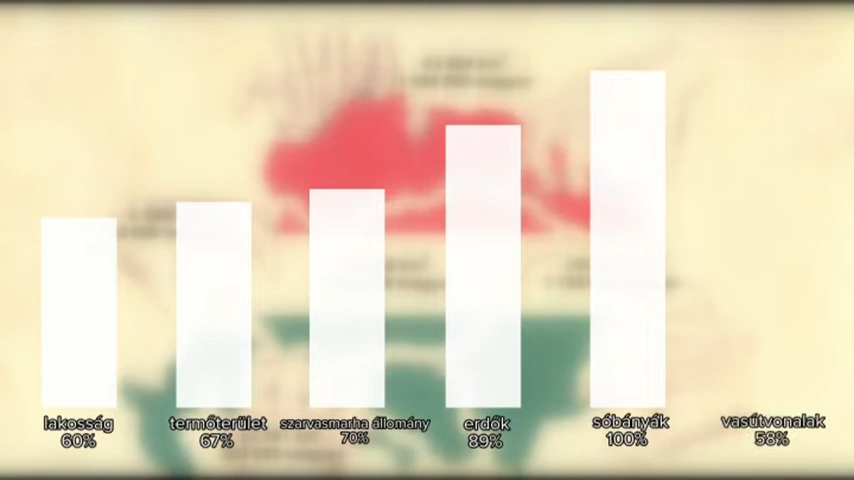 lakosság
60%
termőterület
67%
szarvasmarha állomány
70%
erdők
89%
sóbányák
100%
vasútvonalak
58%